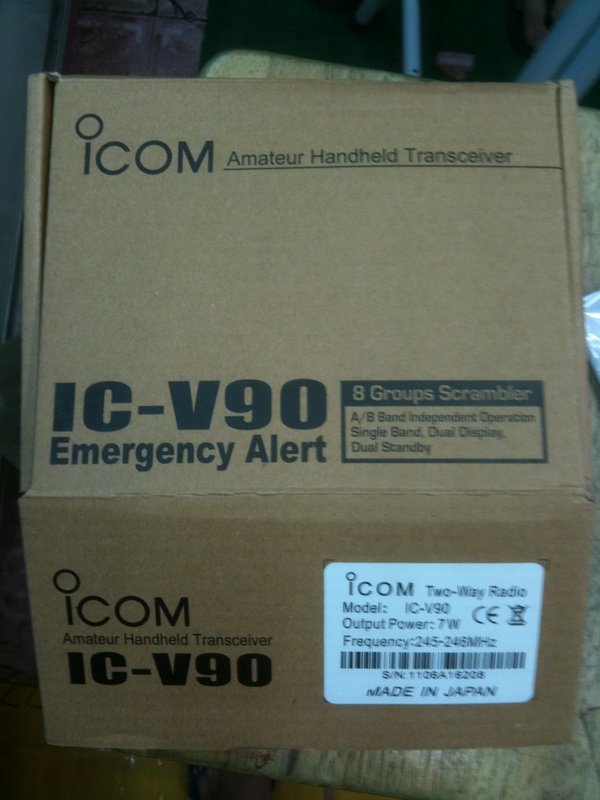 iCOM Amateur Handheld Transceiver
IC-V90
Emergency Alert
8 Groups Scrambler
A/B Band Independent Operation
Single Band, Dual Display,
Dual Standby
iCOM
Amateur Handheld Transceiver
IC-V90
iCOM Two-Way Radio
Model: IC-V90
Output Power: 7W
CE
Frequency:245-246MHz
S/N:1106A16206
MADE IN JAPAN